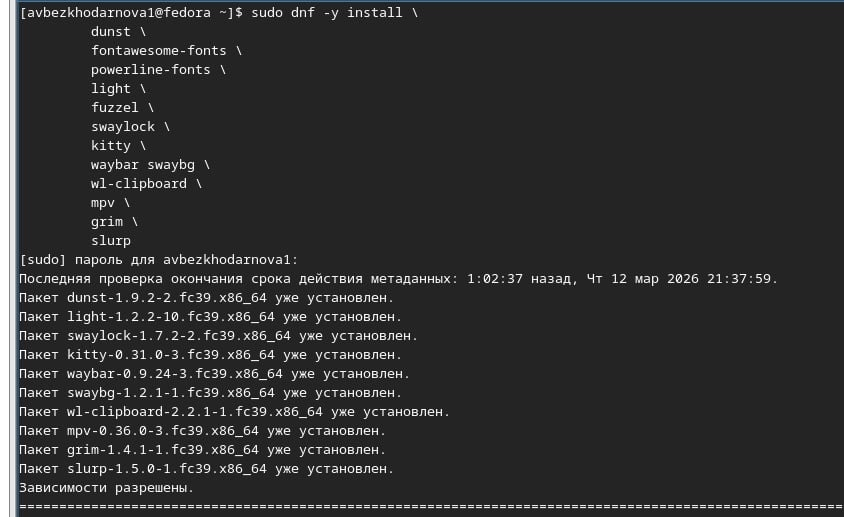 [avbezkhodarnova1@fedora ~]$ sudo dnf -y install \
dunst \
fontawesome-fonts \
powerline-fonts \
light \
fuzzel \
swaylock \
kitty \
waybar swaybg \
wl-clipboard \
mpv \
grim \
slurp
[sudo] пароль для avbezkhodarnova1:
Последняя проверка окончания срока действия метаданных: 1:02:37 назад, Чт 12 мар 2026 21:37:59.
Пакет dunst-1.9.2-2.fc39.x86_64 уже установлен.
Пакет light-1.2.2-10.fc39.x86_64 уже установлен.
Пакет swaylock-1.7.2-2.fc39.x86_64 уже установлен.
Пакет kitty-0.31.0-3.fc39.x86_64 уже установлен.
Пакет waybar-0.9.24-3.fc39.x86_64 уже установлен.
Пакет swaybg-1.2.1-1.fc39.x86_64 уже установлен.
Пакет wl-clipboard-2.2.1-1.fc39.x86_64 уже установлен.
Пакет mpv-0.36.0-3.fc39.x86_64 уже установлен.
Пакет grim-1.4.1-1.fc39.x86_64 уже установлен.
Пакет slurp-1.5.0-1.fc39.x86_64 уже установлен.
Зависимости разрешены.
=======================================================================================================